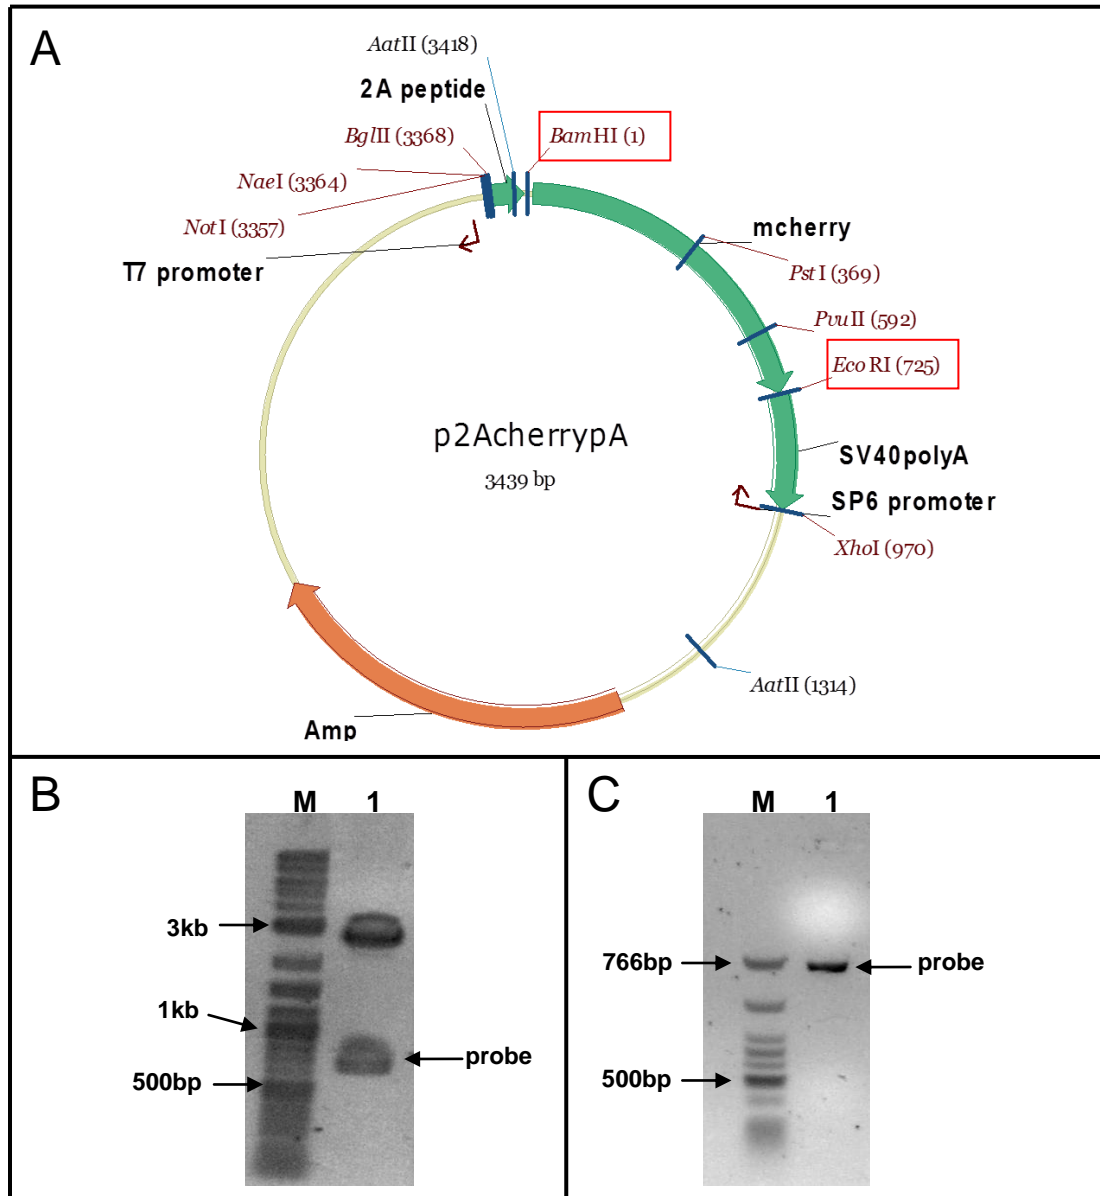 A
AatII (3418)
2A peptide
BglII (3368)
BamHI (1)
NaeI (3364)
NotI (3357)
mcherry
T7 promoter
PstI (369)
PvuII (592)
EcoRI (725)
p2AcherrypA
3439 bp
SV40polyA
SP6 promoter
XhoI (970)
AatII (1314)
Amp
B
M 1
3kb
1kb
probe
500bp
C
M 1
766bp
probe
500bp